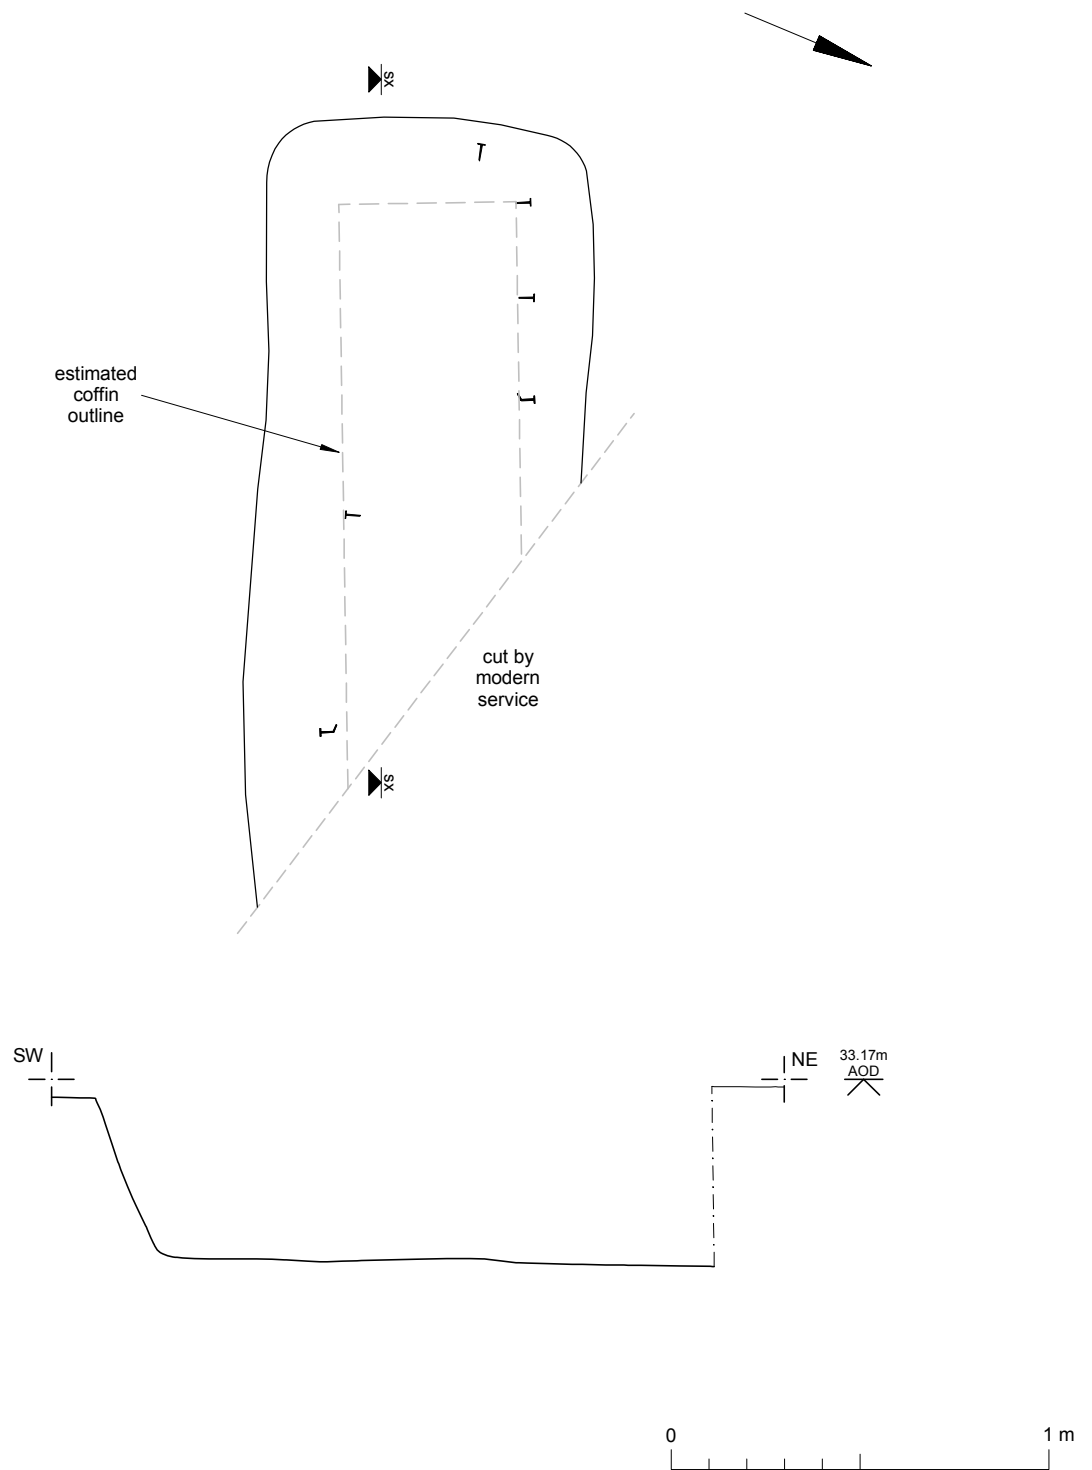 sx
estimated
coffin
outline
cut by
modern
service
sx
SW
NE
33.17m
AOD
0
1 m